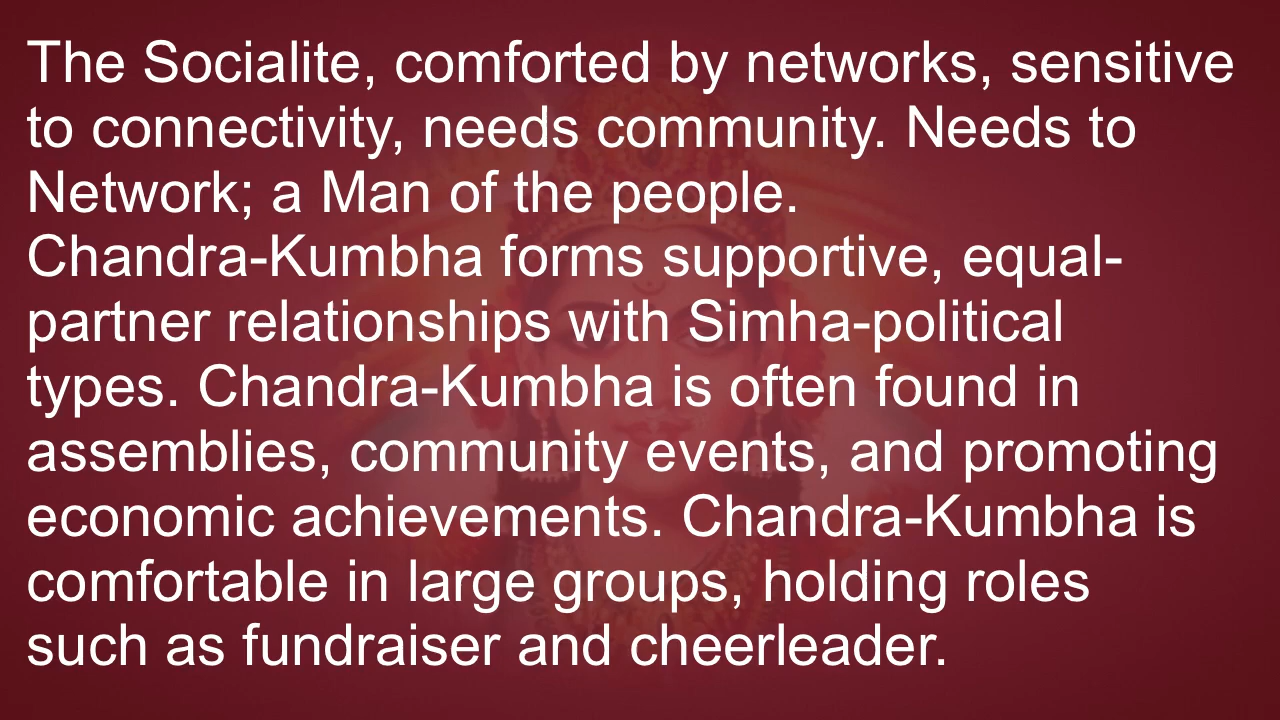 The Socialite, comforted by networks, sensitive
to connectivity, needs community. Needs to
Network; a Man of the people.
Chandra-Kumbha forms supportive, equal-
partner relationships with Simha-political
types. Chandra-Kumbha is often found in
assemblies, community events, and promoting
economic achievements. Chandra-Kumbha is
comfortable in large groups, holding roles
such as fundraiser and cheerleader.